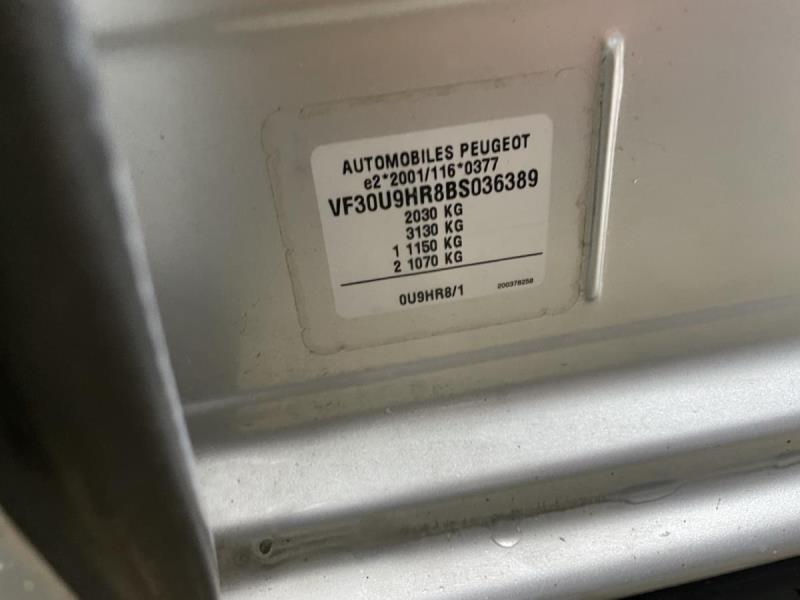 AUTOMOBILES PEUGEOT
e2*2001/116*0377
VF30U9HR8BS036389
2030 KG
3130 KG
1 1150 KG
2 1070 KG
0U9HR8/1
200378258